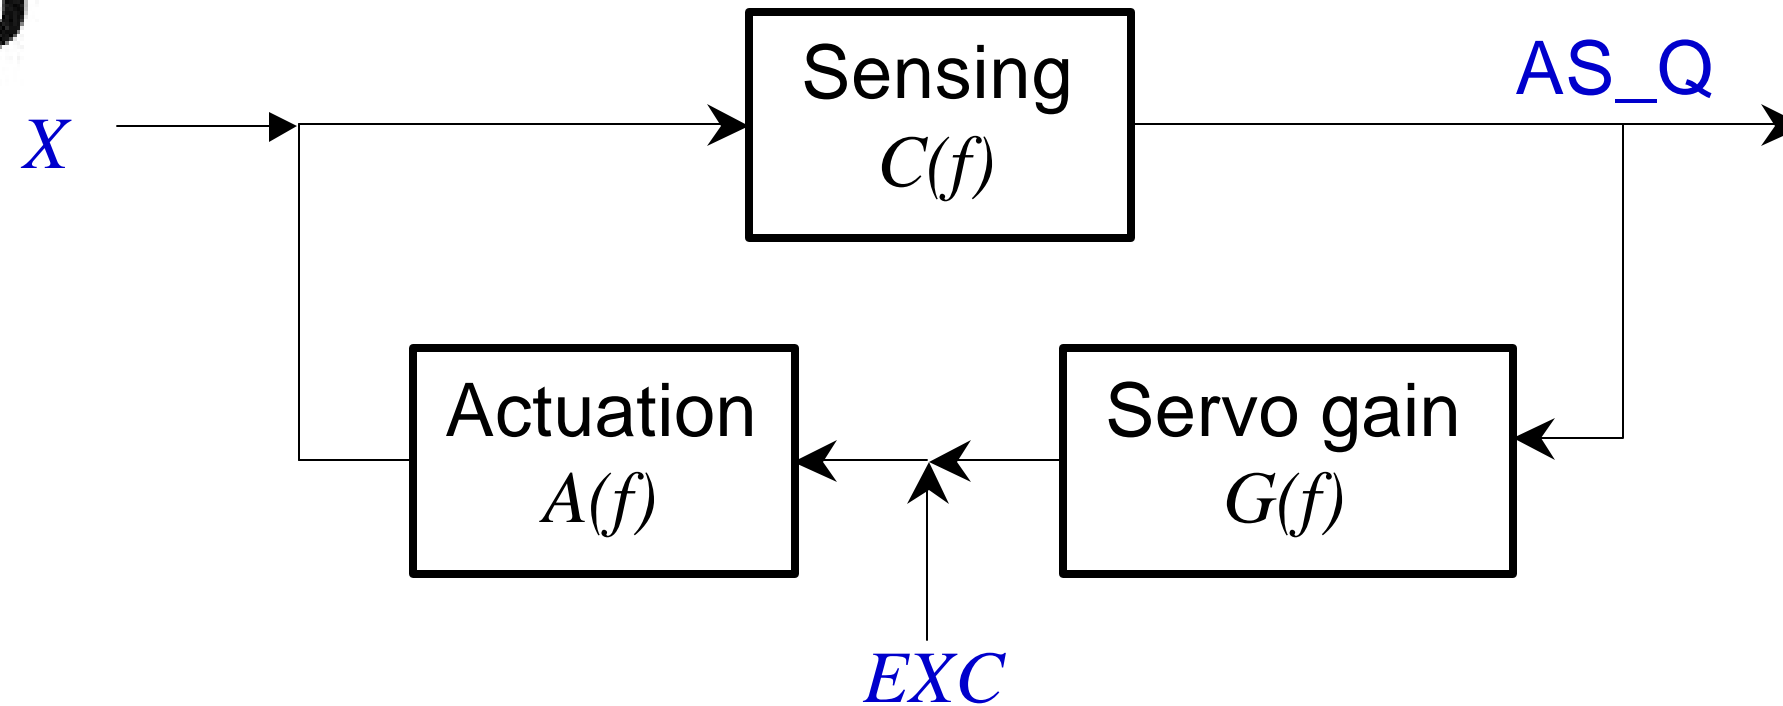 Sensing
C(f)
AS_Q
X
Actuation
A(f)
Servo gain
G(f)
EXC